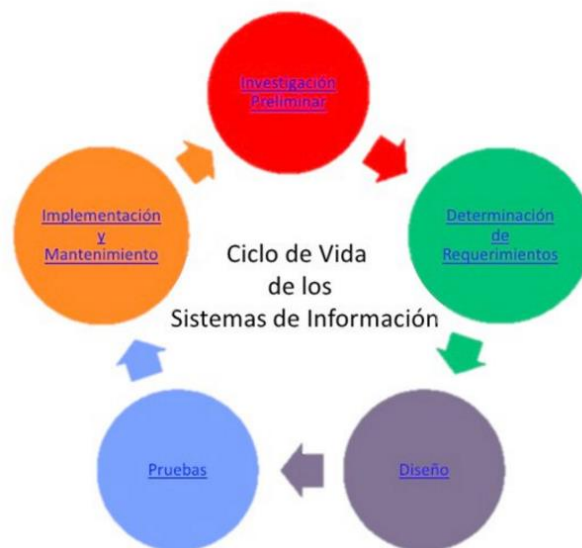 Investigación
Preliminar
Determinación
de
Requerimientos
Diseño
Pruebas
Implementación
y
Mantenimiento
Ciclo de Vida
de los
Sistemas de Información